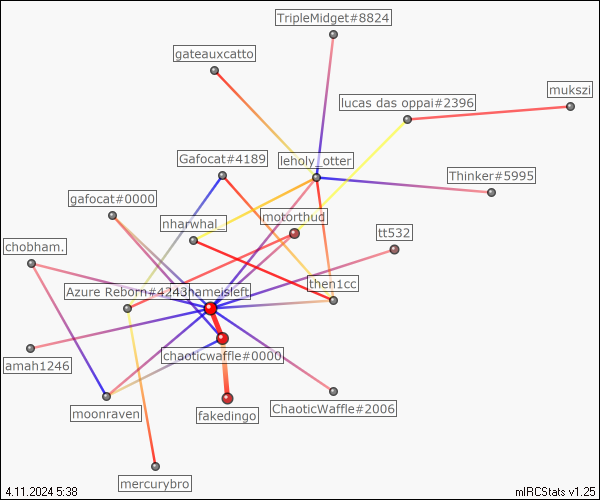 TripleMidget#8824
gateauxcatto
mukszi
lucas das oppai#2396
Gafocat#4189
leholy_otter
Thinker#5995
gafocat#0000
motorthud
nharwhal_
tt532
chobham.
then1cc
Azure Reborn#4243
hameisleft
chaoticwaffle#0000
amah1246
ChaoticWaffle#2006
moonraven
fakedingo
mercurybro
4.11.2024 5:38
mIRCStats v1.25